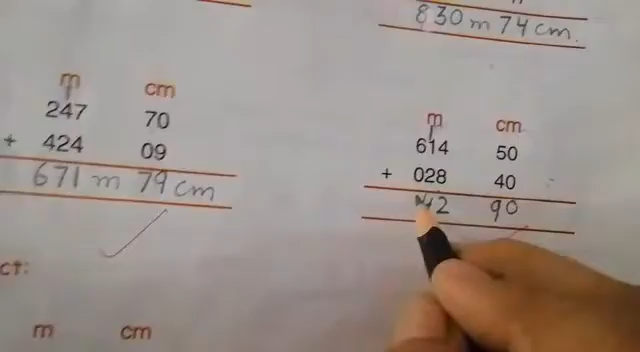 830 m 74 cm.
m cm
247 70
+ 424 09
671 m 79 cm
m cm
614 50
+ 028 40
42 90
ct:
m cm